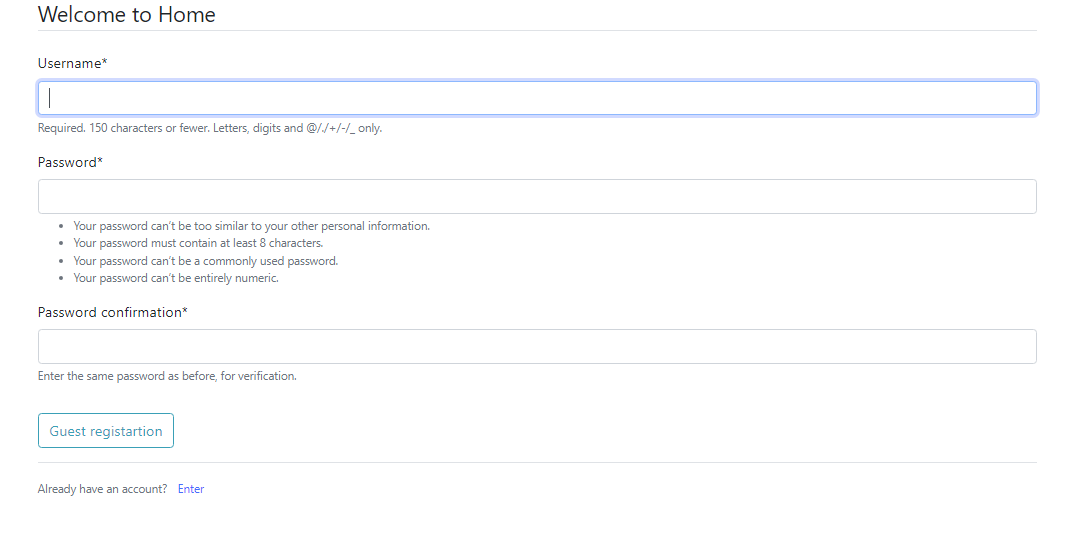 Welcome to Home
Username*
Required. 150 characters or fewer. Letters, digits and @/./+/-/_ only.
Password*
Your password can't be too similar to your other personal information.
Your password must contain at least 8 characters.
Your password can't be a commonly used password.
Your password can't be entirely numeric.
Password confirmation*
Enter the same password as before, for verification.
Guest registartion
Already have an account? Enter